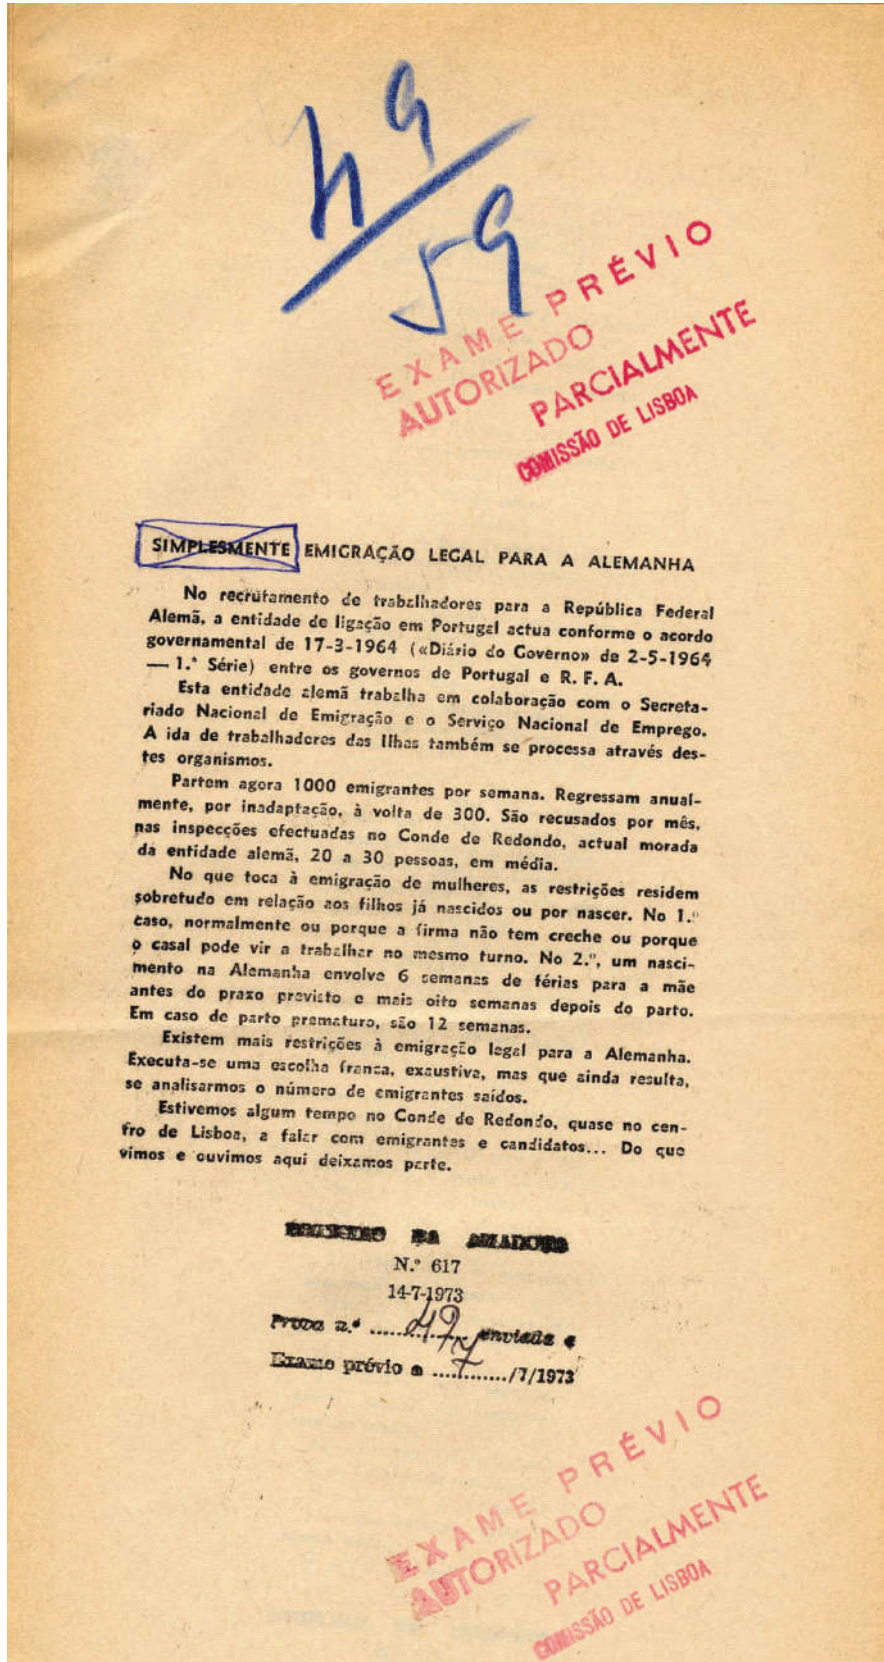 49
59
EXAME PRÉVIO
AUTORIZADO
PARCIALMENTE
COMISSÃO DE LISBOA
SIMPLESMENTE EMIGRAÇÃO LEGAL PARA A ALEMANHA
No recrutamento de trabalhadores para a República Federal
Alemã, a entidade de ligação em Portugal actua conforme o acordo
governamental de 17-3-1964 («Diário do Governo» de 2-5-1964
— 1.ª Série) entre os governos de Portugal e R. F. A.
Esta entidade alemã trabalha em colaboração com o Secreta-
riado Nacional de Emigração e o Serviço Nacional de Emprego.
A ida de trabalhadores das Ilhas também se processa através des-
tes organismos.
Partem agora 1000 emigrantes por semana. Regressam anual-
mente, por inadaptação, à volta de 300. São recusados por mês,
nas inspecções efectuadas no Conde de Redondo, actual morada
da entidade alemã, 20 a 30 pessoas, em média.
No que toca à emigração de mulheres, as restrições residem
sobretudo em relação aos filhos já nascidos ou por nascer. No 1.º
caso, normalmente ou porque a firma não tem creche ou porque
o casal pode vir a trabalhar no mesmo turno. No 2.º, um nasci-
mento na Alemanha envolve 6 semanas de férias para a mãe
antes do prazo previsto e mais oito semanas depois do parto.
Em caso de parto prematuro, são 12 semanas.
Existem mais restrições à emigração legal para a Alemanha.
Executa-se uma escolha franca, exaustiva, mas que ainda resulta,
se analisarmos o número de emigrantes saídos.
Estivemos algum tempo no Conde de Redondo, quase no cen-
fro de Lisboa, a falar com emigrantes e candidatos... Do que
vimos e ouvimos aqui deixamos parte.
N.º 617
14-7-1973
Prova n.º ...49... enviada a
Exame prévio a ...7.../7/1973
EXAME PRÉVIO
AUTORIZADO
PARCIALMENTE
COMISSÃO DE LISBOA